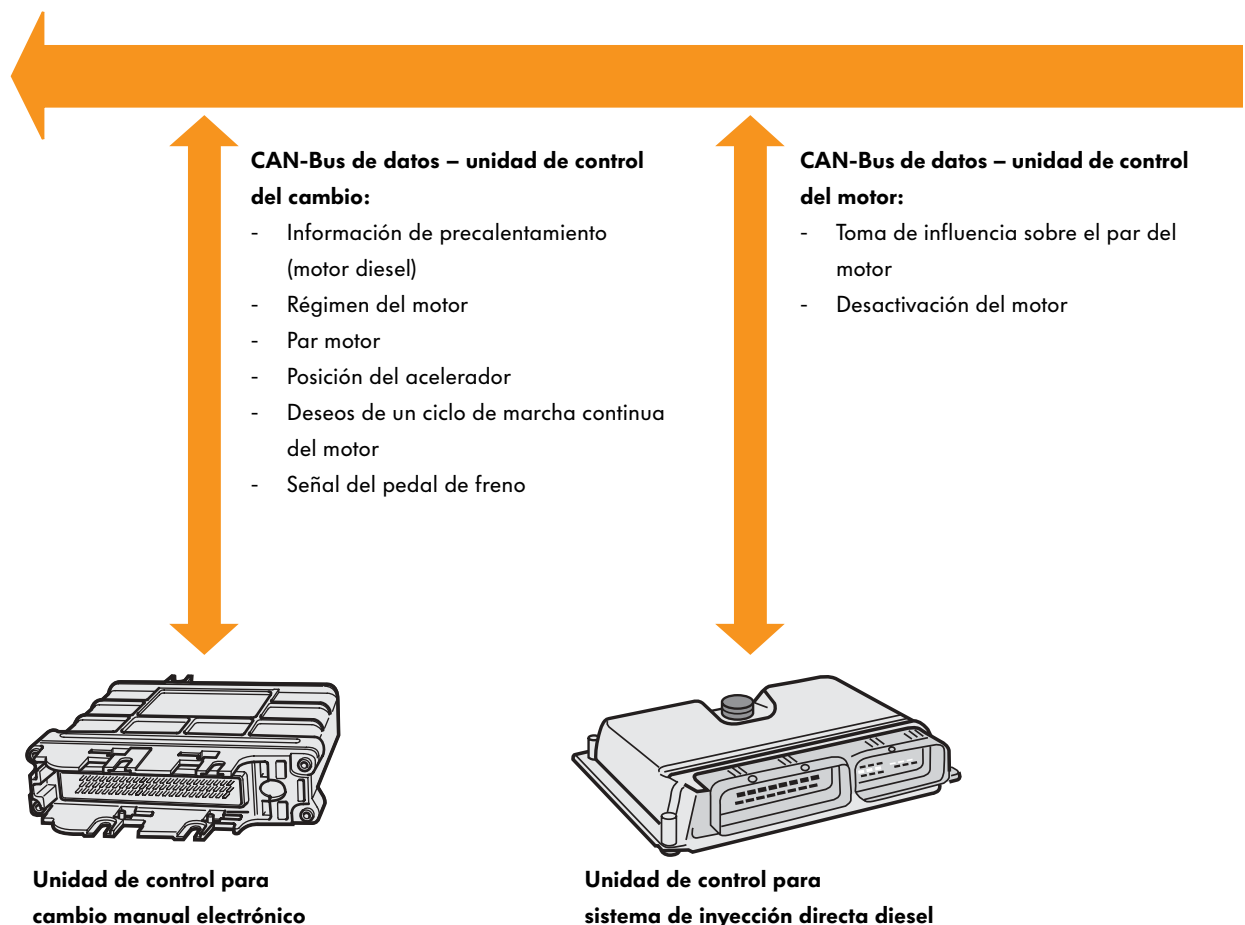 CAN-Bus de datos – unidad de control
del cambio:
- Información de precalentamiento
(motor diesel)
- Régimen del motor
- Par motor
- Posición del acelerador
- Deseos de un ciclo de marcha continua
del motor
- Señal del pedal de freno
CAN-Bus de datos – unidad de control
del motor:
- Toma de influencia sobre el par del
motor
- Desactivación del motor
Unidad de control para
cambio manual electrónico
Unidad de control para
sistema de inyección directa diesel